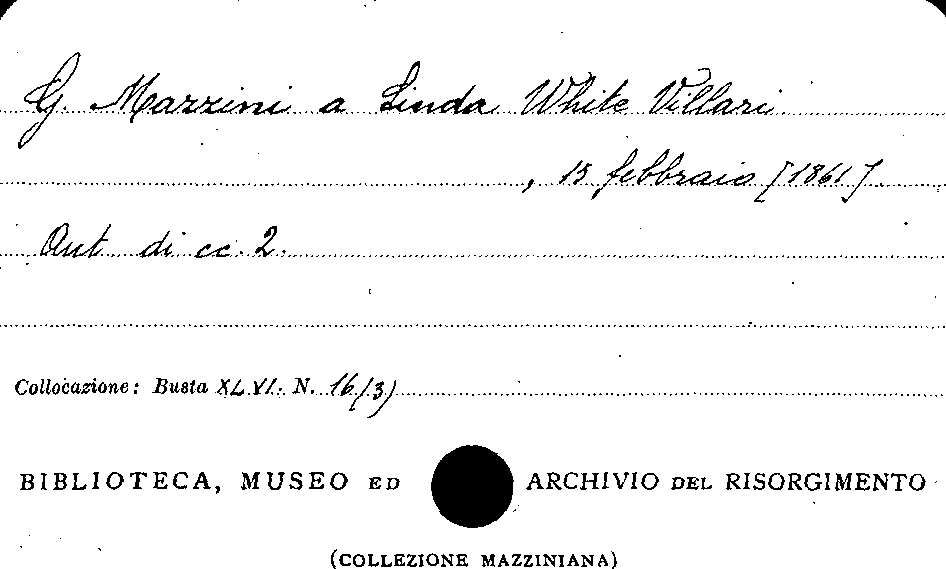 G. Mazzini a Linda White Villari.
, 15 febbraio [1861].
Aut. di cc. 2.
Collocazione: Busta XLVI. N. 16(3)
BIBLIOTECA, MUSEO ED ARCHIVIO DEL RISORGIMENTO
(COLLEZIONE MAZZINIANA)